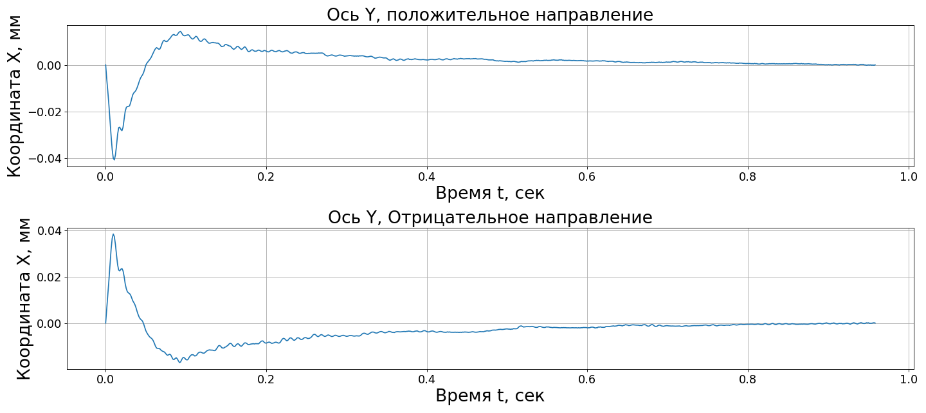 Ось Y, положительное направление
Координата X, мм
0.00
−0.02
−0.04
0.0 0.2 0.4 0.6 0.8 1.0
Время t, сек
Ось Y, Отрицательное направление
Координата X, мм
0.04
0.02
0.00
0.0 0.2 0.4 0.6 0.8 1.0
Время t, сек